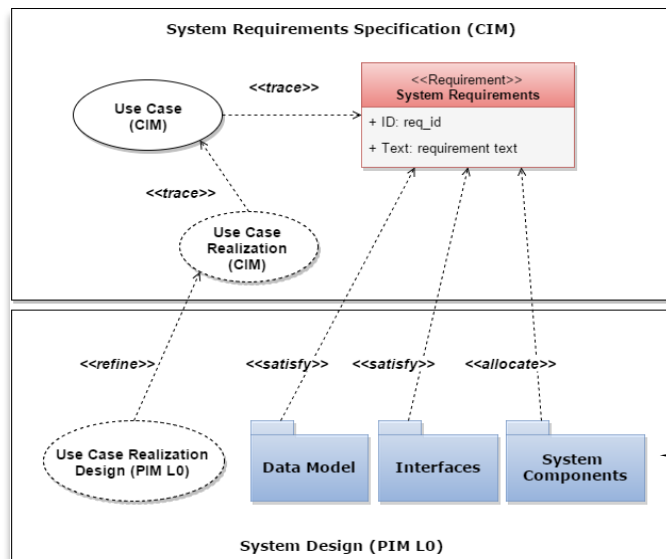 System Requirements Specification (CIM)
<<trace>>
<<Requirement>>
System Requirements
Use Case
(CIM)
+ ID: req_id
+ Text: requirement text
<<trace>>
Use Case
Realization
(CIM)
<<refine>>
<<satisfy>>
<<satisfy>>
<<allocate>>
Use Case Realization
Design (PIM L0)
Data Model
Interfaces
System
Components
System Design (PIM L0)